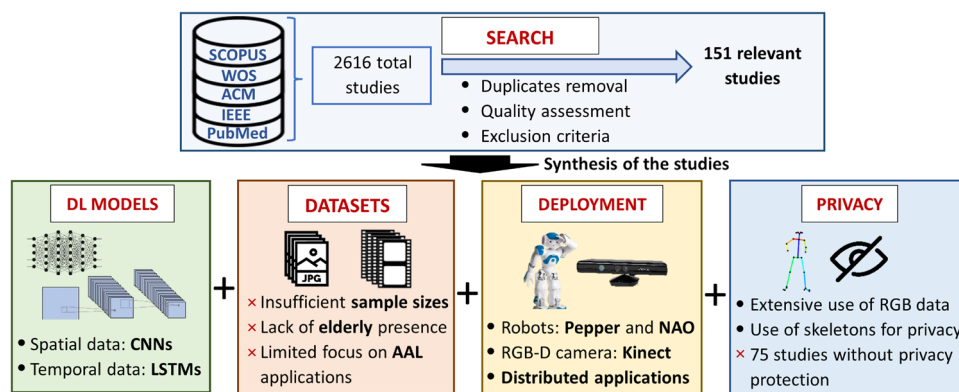 SCOPUS
WOS
ACM
IEEE
PubMed
2616 total
studies
SEARCH
• Duplicates removal
• Quality assessment
• Exclusion criteria
151 relevant
studies
Synthesis of the studies
DL MODELS
• Spatial data: CNNs
• Temporal data: LSTMs
+
DATASETS
JPG
× Insufficient sample sizes
× Lack of elderly presence
× Limited focus on AAL
applications
+
DEPLOYMENT
• Robots: Pepper and NAO
• RGB-D camera: Kinect
• Distributed applications
+
PRIVACY
• Extensive use of RGB data
• Use of skeletons for privacy
× 75 studies without privacy
protection